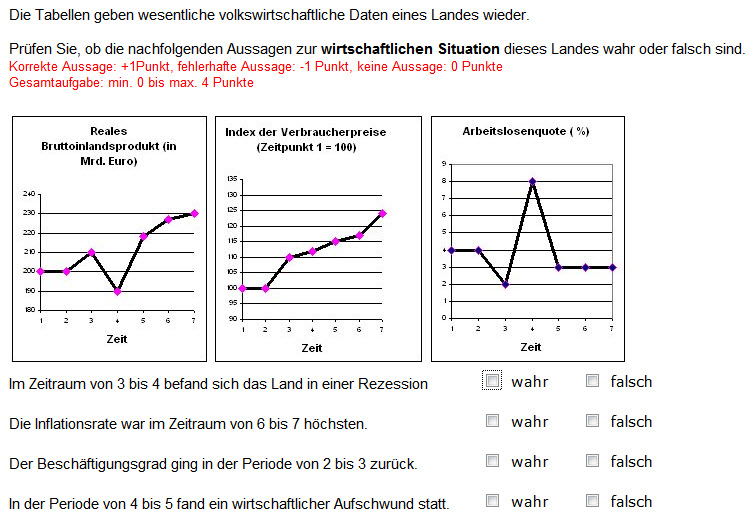 Die Tabellen geben wesentliche volkswirtschaftliche Daten eines Landes wieder.
Prüfen Sie, ob die nachfolgenden Aussagen zur wirtschaftlichen Situation dieses Landes wahr oder falsch sind.
Korrekte Aussage: +1Punkt, fehlerhafte Aussage: -1 Punkt, keine Aussage: 0 Punkte
Gesamtaufgabe: min. 0 bis max. 4 Punkte
Reales
Bruttoinlandsprodukt (in
Mrd. Euro)
240
230
220
210
200
190
180
1 2 3 4 5 6 7
Zeit
Index der Verbraucherpreise
(Zeitpunkt 1 = 100)
135
130
125
120
115
110
105
100
95
90
1 2 3 4 5 6 7
Zeit
Arbeitslosenquote ( %)
9
8
7
6
5
4
3
2
1
0
1 2 3 4 5 6 7
Zeit
Im Zeitraum von 3 bis 4 befand sich das Land in einer Rezession wahr falsch
Die Inflationsrate war im Zeitraum von 6 bis 7 höchsten. wahr falsch
Der Beschäftigungsgrad ging in der Periode von 2 bis 3 zurück. wahr falsch
In der Periode von 4 bis 5 fand ein wirtschaftlicher Aufschwung statt. wahr falsch